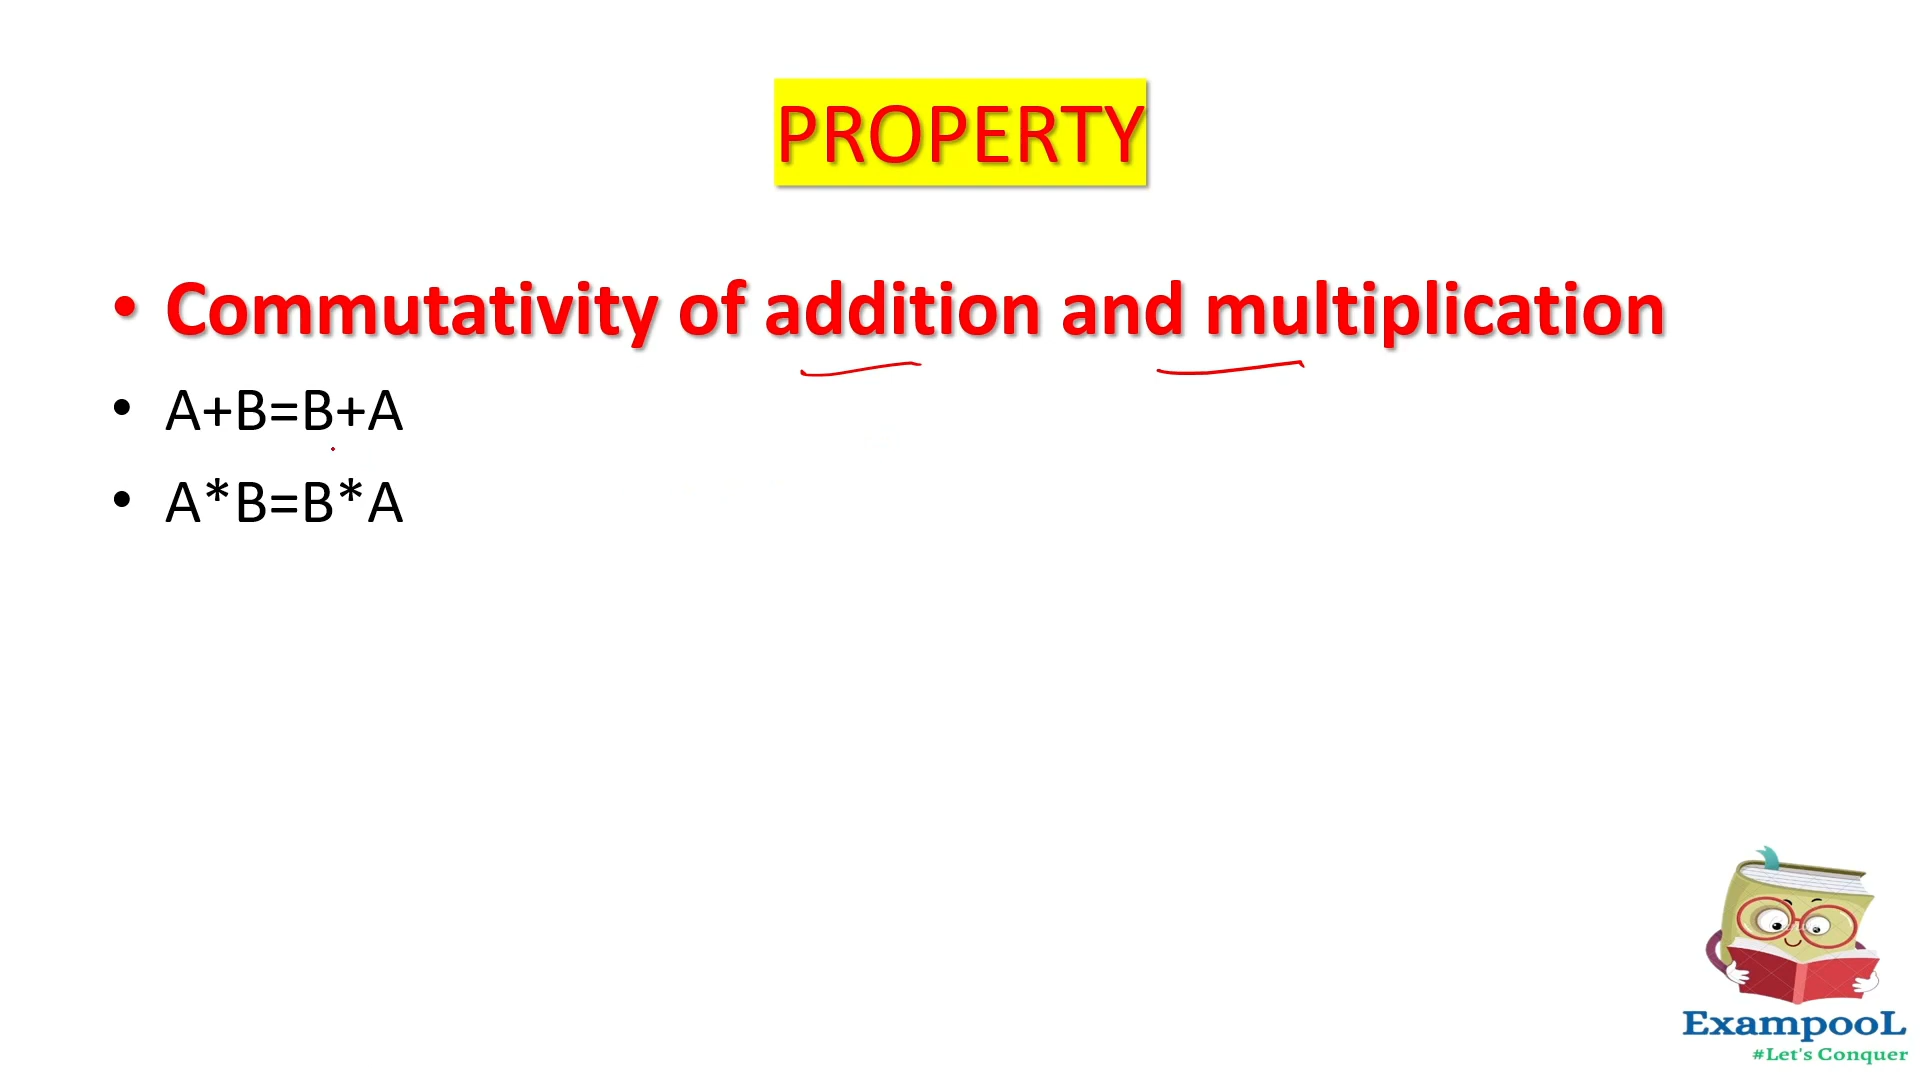 PROPERTY
• Commutativity of addition and multiplication
• A+B=B+A
• A*B=B*A
ExampooL
#Let's Conquer